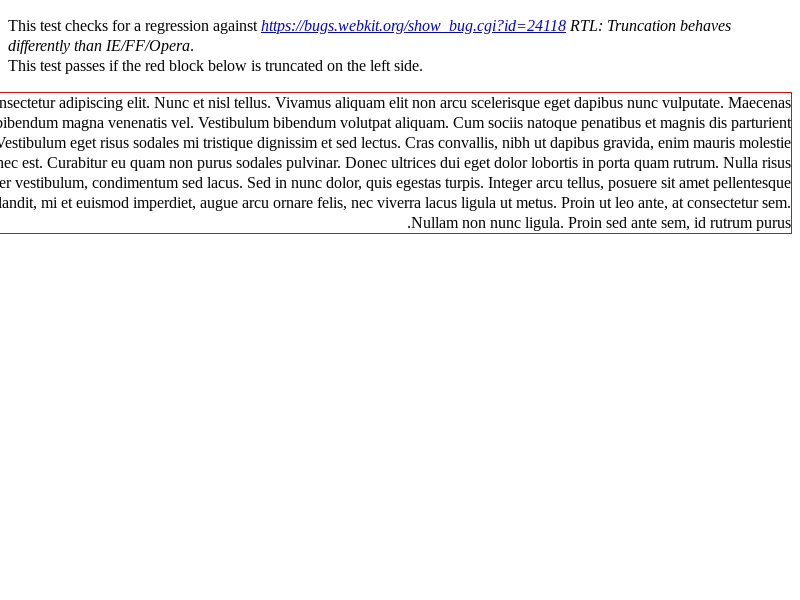 This test checks for a regression against https://bugs.webkit.org/show_bug.cgi?id=24118 RTL: Truncation behaves
differently than IE/FF/Opera.
This test passes if the red block below is truncated on the left side.
nsectetur adipiscing elit. Nunc et nisl tellus. Vivamus aliquam elit non arcu scelerisque eget dapibus nunc vulputate. Maecenas
bibendum magna venenatis vel. Vestibulum bibendum volutpat aliquam. Cum sociis natoque penatibus et magnis dis parturient
Vestibulum eget risus sodales mi tristique dignissim et sed lectus. Cras convallis, nibh ut dapibus gravida, enim mauris molestie
nec est. Curabitur eu quam non purus sodales pulvinar. Donec ultrices dui eget dolor lobortis in porta quam rutrum. Nulla risus
er vestibulum, condimentum sed lacus. Sed in nunc dolor, quis egestas turpis. Integer arcu tellus, posuere sit amet pellentesque
landit, mi et euismod imperdiet, augue arcu ornare felis, nec viverra lacus ligula ut metus. Proin ut leo ante, at consectetur sem.
.Nullam non nunc ligula. Proin sed ante sem, id rutrum purus